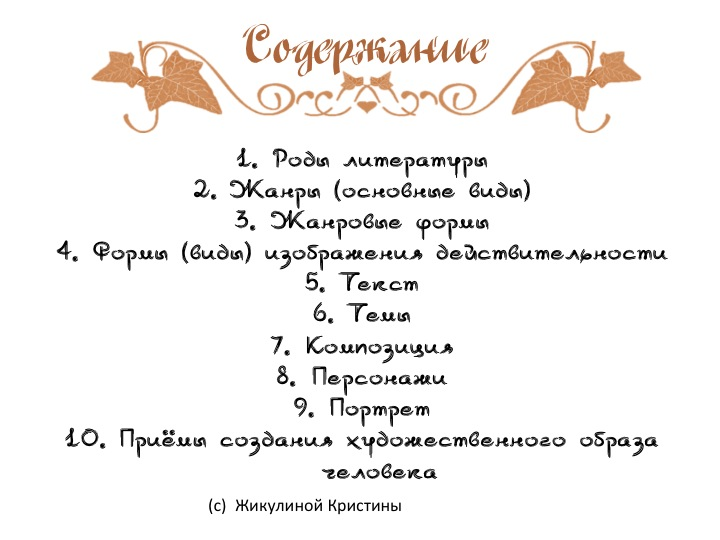 Содержание
1. Роды литературы
2. Жанры (основные виды)
3. Жанровые формы
4. Формы (виды) изображения действительности
5. Текст
6. Темы
7. Композиция
8. Персонажи
9. Портрет
10. Приёмы создания художественного образа
человека
(с) Жикулиной Кристины